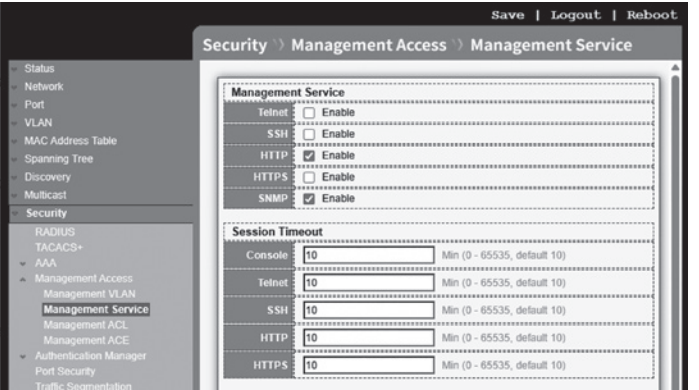 Save | Logout | Reboot
Security 》 Management Access 》 Management Service
Status
Network
Port
VLAN
MAC Address Table
Spanning Tree
Discovery
Multicast
Security
RADIUS
TACACS+
AAA
Management Access
Management VLAN
Management Service
Management ACL
Management ACE
Authentication Manager
Port Security
Traffic Segmentation
Management Service
Telnet Enable
SSH Enable
HTTP Enable
HTTPS Enable
SNMP Enable
Session Timeout
Console 10 Min (0 - 65535, default 10)
Telnet 10 Min (0 - 65535, default 10)
SSH 10 Min (0 - 65535, default 10)
HTTP 10 Min (0 - 65535, default 10)
HTTPS 10 Min (0 - 65535, default 10)